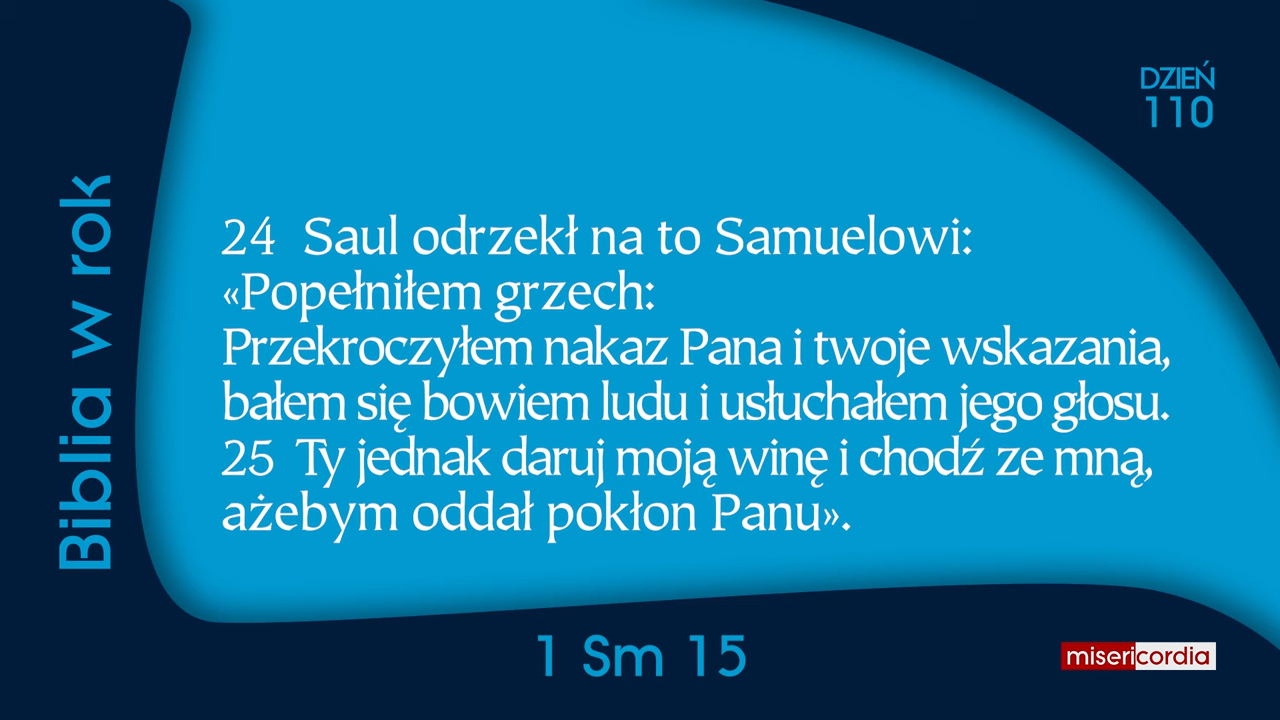 DZIEŃ
110
Biblia w rok
24 Saul odrzekł na to Samuelowi:
«Popełniłem grzech:
Przekroczyłem nakaz Pana i twoje wskazania,
bałem się bowiem ludu i usłuchałem jego głosu.
25 Ty jednak daruj moją winę i chodź ze mną,
ażebym oddał pokłon Panu».
1 Sm 15
misericordia